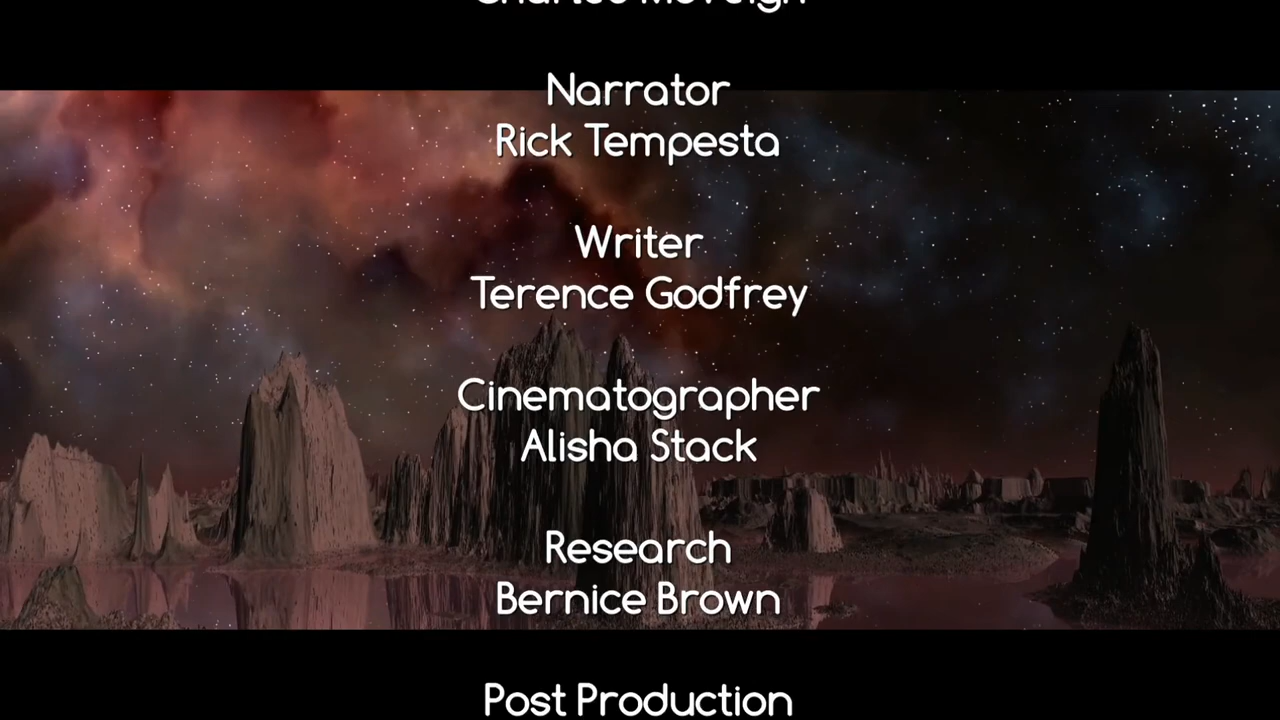 Narrator
Rick Tempesta
Writer
Terence Godfrey
Cinematographer
Alisha Stack
Research
Bernice Brown
Post Production